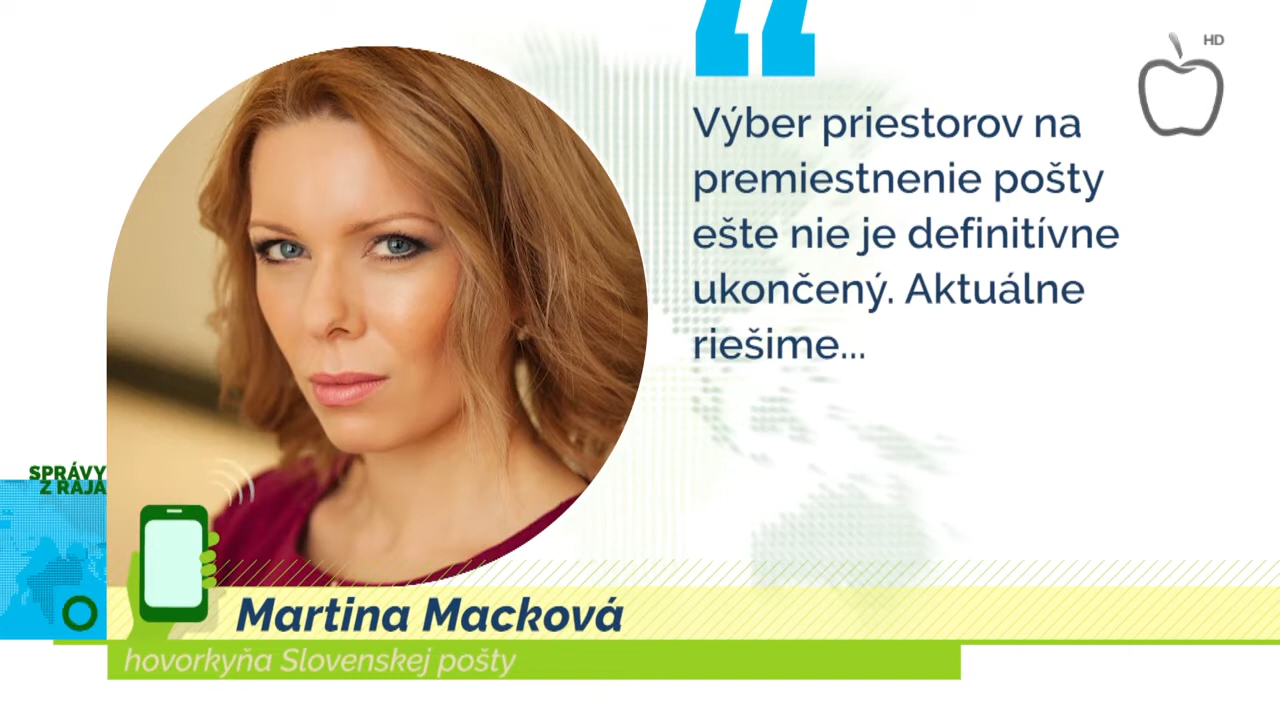 HD
Výber priestorov na
premiestnenie pošty
ešte nie je definitívne
ukončený. Aktuálne
riešime...
SPRÁVY
Z RAJA
Martina Macková
hovorkyňa Slovenskej pošty